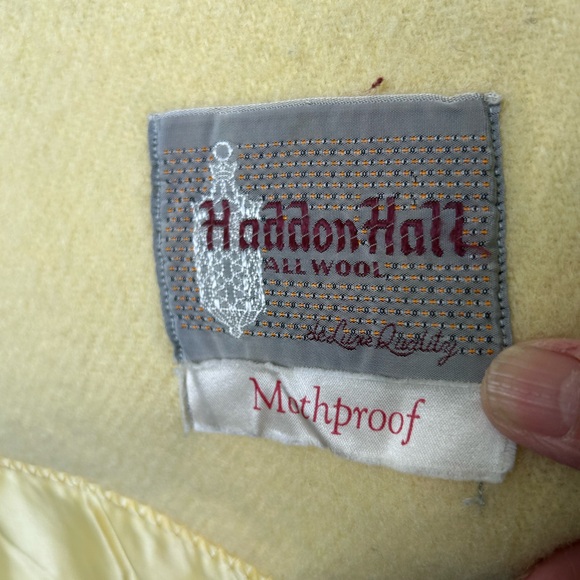 Haddon Hall
ALL WOOL
de Luxe Quality
Mothproof